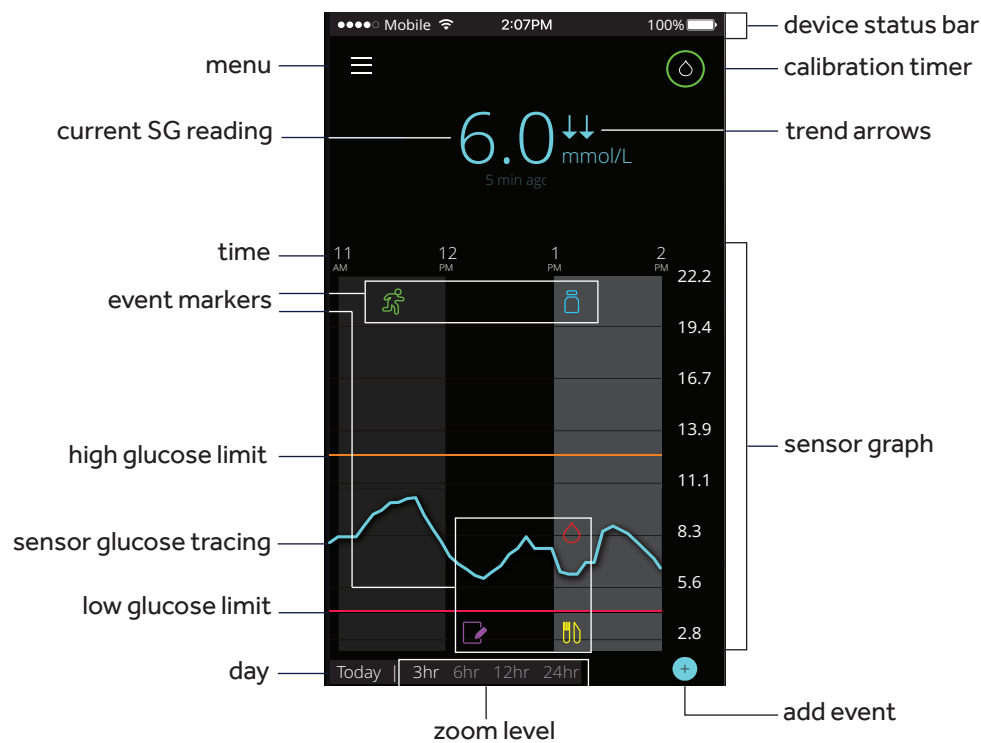 Mobile 2:07PM 100%
device status bar
menu
calibration timer
current SG reading
6.0
mmol/L
trend arrows
5 min ago
time
11 AM 12 PM 1 PM 2 PM
event markers
22.2
19.4
16.7
13.9
high glucose limit
sensor graph
11.1
sensor glucose tracing
8.3
5.6
low glucose limit
2.8
day
Today | 3hr 6hr 12hr 24hr
+
add event
zoom level